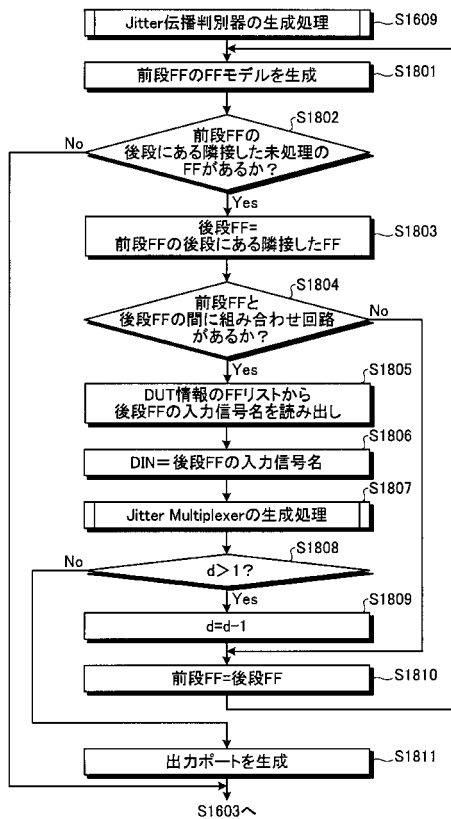 Jitter伝播判別器の生成処理
S1609
前段FFのFFモデルを生成
S1801
S1802
前段FFの
後段にある隣接した未処理の
FFがあるか？
No
Yes
後段FF＝
前段FFの後段にある隣接したFF
S1803
S1804
前段FFと
後段FFの間に組み合わせ回路
があるか？
No
Yes
S1805
DUT情報のFFリストから
後段FFの入力信号名を読み出し
S1806
DIN＝後段FFの入力信号名
S1807
Jitter Multiplexerの生成処理
S1808
No
d＞1？
Yes
S1809
d=d-1
前段FF=後段FF
S1810
出力ポートを生成
S1811
S1603へ